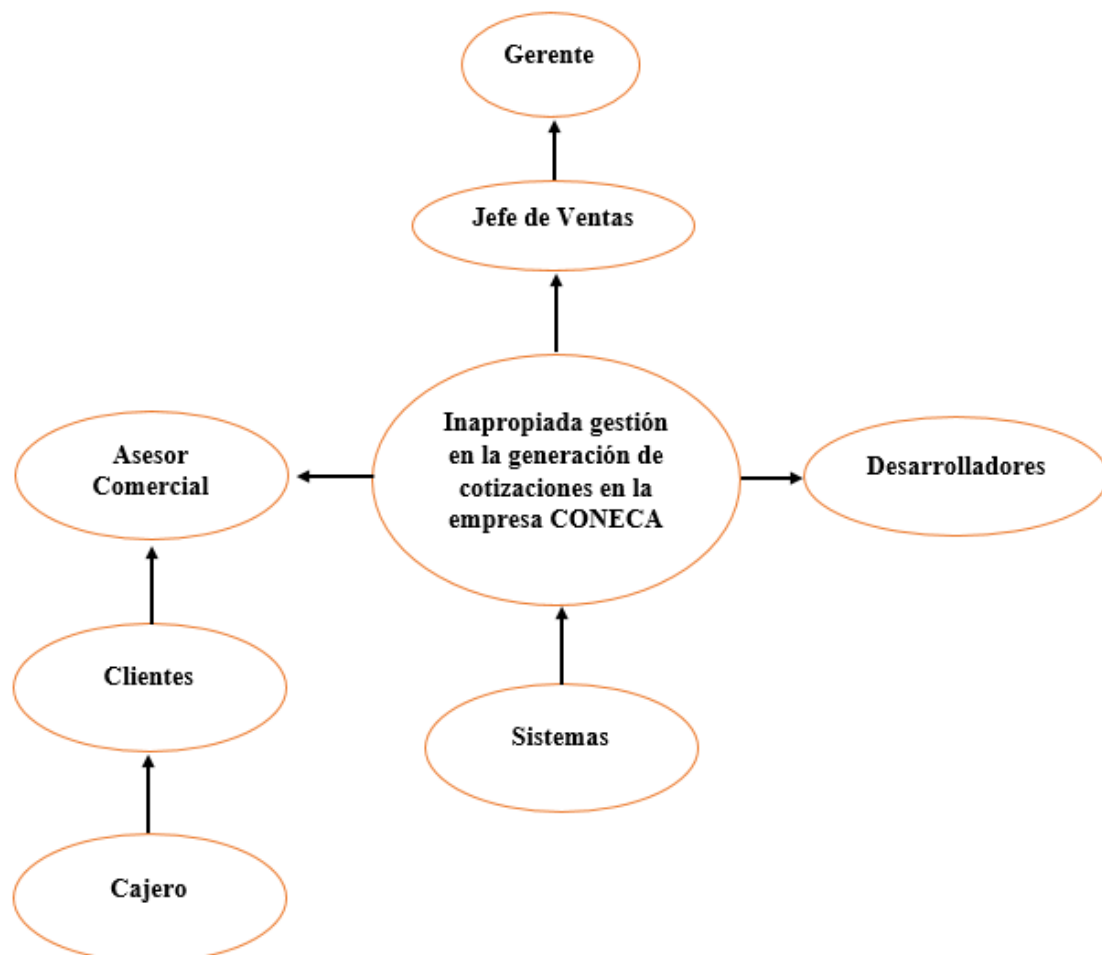 Gerente
Jefe de Ventas
Inapropiada gestión
en la generación de
cotizaciones en la
empresa CONECA
Asesor
Comercial
Desarrolladores
Clientes
Sistemas
Cajero